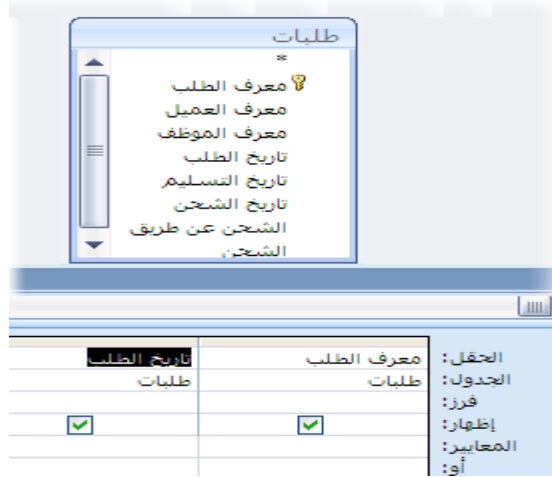 طلبات
*
معرف الطلب
معرف العميل
معرف الموظف
تاريخ الطلب
تاريخ التسليم
تاريخ الشحن
الشحن عن طريق
الشحن
الحقل: معرف الطلب تاريخ الطلب
الجدول: طلبات طلبات
فرز:
إظهار:
المعايير:
أو: